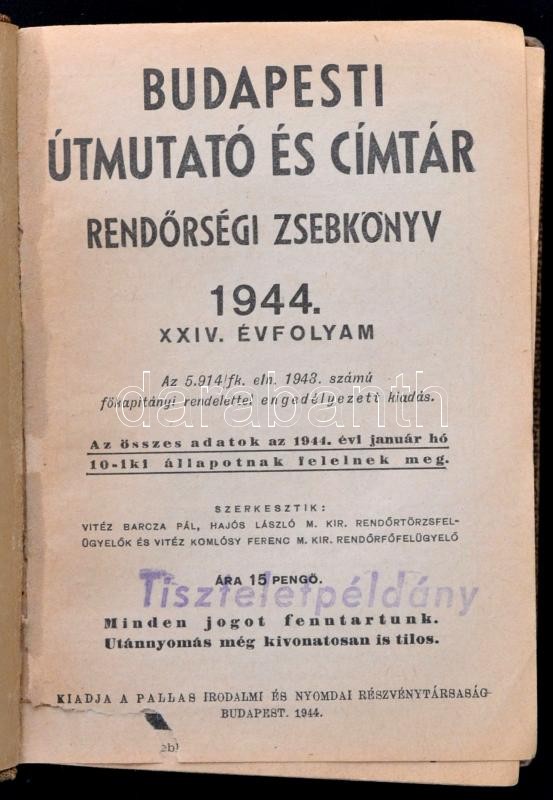 BUDAPESTI
ÚTMUTATÓ ÉS CÍMTÁR
RENDŐRSÉGI ZSEBKÖNYV
1944.
XXIV. ÉVFOLYAM
Az 5.914/fk. eln. 1943. számú
főkapitányi rendelettel engedélyezett kiadás.
darabanth
Az összes adatok az 1944. évi január hó
10-iki állapotnak felelnek meg.
SZERKESZTIK:
VITÉZ BARCZA PÁL, HAJÓS LÁSZLÓ M. KIR. RENDŐRTÖRZSFEL-
ÜGYELŐK ÉS VITÉZ KOMLÓSY FERENC M. KIR. RENDŐRFŐFELÜGYELŐ
ÁRA 15 PENGŐ.
Tiszteletpéldány
Minden jogot fenntartunk.
Utánnyomás még kivonatosan is tilos.
KIADJA A PALLAS IRODALMI ÉS NYOMDAI RÉSZVÉNYTÁRSASÁG
BUDAPEST. 1944.